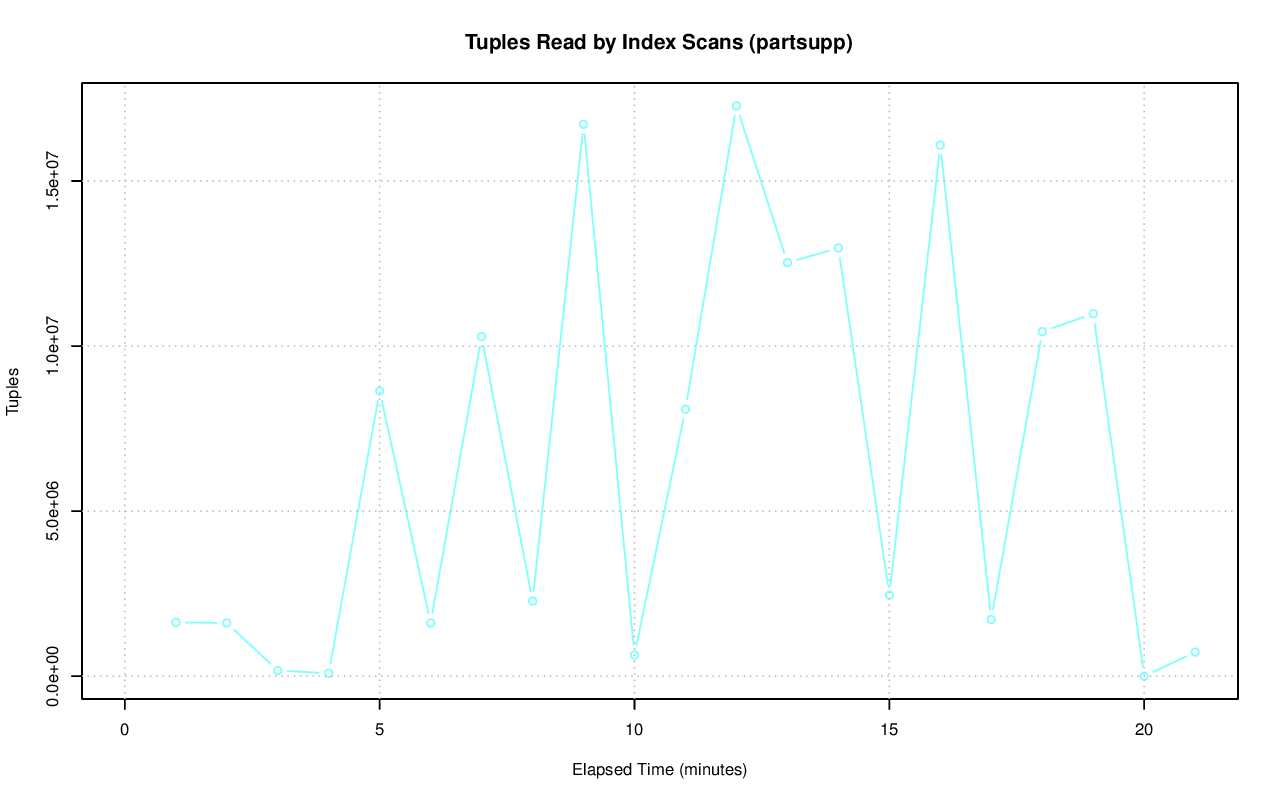 Tuples Read by Index Scans (partsupp)
Tuples
1.5e+07
1.0e+07
5.0e+06
0.0e+00
0 5 10 15 20
Elapsed Time (minutes)